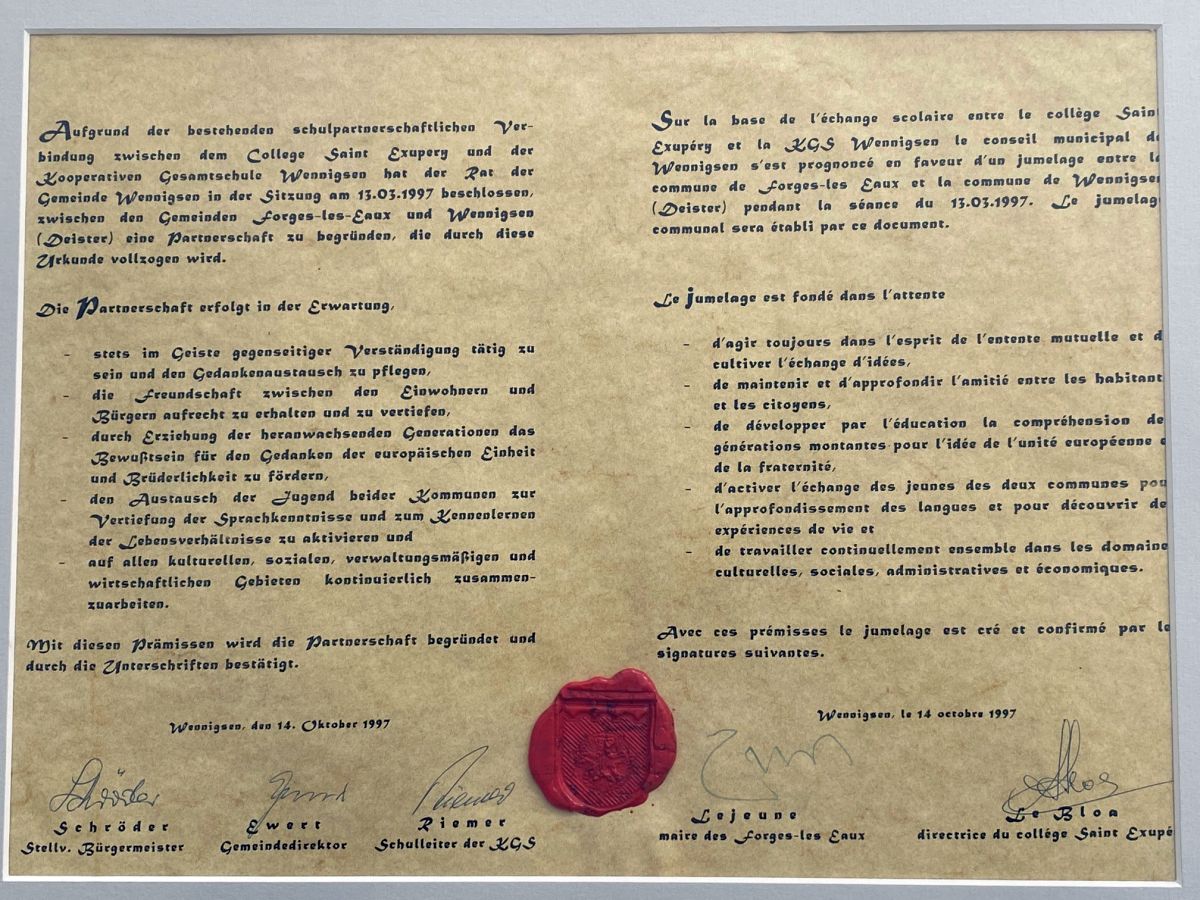 Aufgrund der bestehenden schulpartnerschaftlichen Ver-
bindung zwischen dem College Saint Exupery und der
Kooperativen Gesamtschule Wennigsen hat der Rat der
Gemeinde Wennigsen in der Sitzung am 13.03.1997 beschlossen,
zwischen den Gemeinden Forges-les-Eaux und Wennigsen
(Deister) eine Partnerschaft zu begründen, die durch diese
Urkunde vollzogen wird.
Die Partnerschaft erfolgt in der Erwartung,
- stets im Geiste gegenseitiger Verständigung tätig zu
sein und den Gedankenaustausch zu pflegen,
- die Freundschaft zwischen den Einwohnern und
Bürgern aufrecht zu erhalten und zu vertiefen,
- durch Erziehung der heranwachsenden Generationen das
Bewußtsein für den Gedanken der europäischen Einheit
und Brüderlichkeit zu fördern,
- den Austausch der Jugend beider Kommunen zur
Vertiefung der Sprachkenntnisse und zum Kennenlernen
der Lebensverhältnisse zu aktivieren und
- auf allen kulturellen, sozialen, verwaltungsmäßigen und
wirtschaftlichen Gebieten kontinuierlich zusammen-
zuarbeiten.
Mit diesen Prämissen wird die Partnerschaft begründet und
durch die Unterschriften bestätigt.
Wennigsen, den 14. Oktober 1997
Schröder
Schröder
Stellv. Bürgermeister
Ewert
Gemeindedirektor
Riemer
Riemer
Schulleiter der KGS
Sur la base de l'échange scolaire entre le collège Sain
Exupéry et la KGS Wennigsen le conseil municipal de
Wennigsen s'est prognoncé en faveur d'un jumelage entre la
commune de Forges-les Eaux et la commune de Wennigsen
(Deister) pendant la séance du 13.03.1997. Le jumelag
communal sera établi par ce document.
Le jumelage est fondé dans l'attente
- d'agir toujours dans l'esprit de l'entente mutuelle et d
cultiver l'échange d'idées,
- de maintenir et d'approfondir l'amitié entre les habitant
et les citoyens,
- de développer par l'éducation la compréhension de
générations montantes pour l'idée de l'unité européenne e
de la fraternité,
- d'activer l'échange des jeunes des deux communes pou
l'approfondissement des langues et pour découvrir de
expériences de vie et
- de travailler continuellement ensemble dans les domaine
culturelles, sociales, administratives et économiques.
Avec ces prémisses le jumelage est cré et confirmé par le
signatures suivantes.
Wennigsen, le 14 octobre 1997
Lejeune
maire des Forges-les Eaux
Le Bloa
directrice du collége Saint Exupé